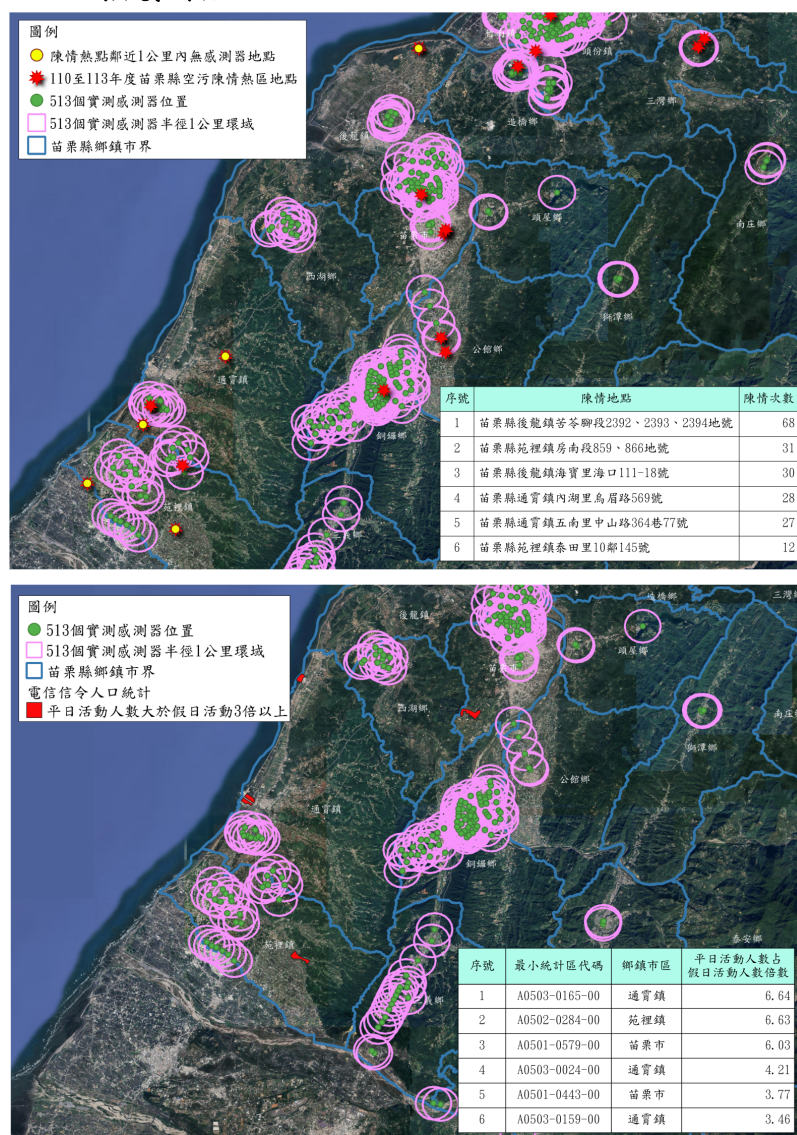 圖例
陳情熱點鄰近1公里內無感測器地點
110至113年度苗栗縣空污陳情熱區地點
513個實測感測器位置
513個實測感測器半徑1公里環域
苗栗縣鄉鎮市界
頭份鎮
三灣鄉
造橋鄉
後龍鎮
頭屋鄉
南庄鄉
苗栗市
西湖鄉
獅潭鄉
公館鄉
通霄鎮
銅鑼鄉
苑裡鎮
序號 陳情地點 陳情次數
1 苗栗縣後龍鎮苦苓腳段2392、2393、2394地號 68
2 苗栗縣苑裡鎮房南段859、866地號 31
3 苗栗縣後龍鎮海寶里海口111-18號 30
4 苗栗縣通霄鎮內湖里烏眉路569號 28
5 苗栗縣通霄鎮五南里中山路364巷77號 27
6 苗栗縣苑裡鎮泰田里10鄰145號 12
圖例
513個實測感測器位置
513個實測感測器半徑1公里環域
苗栗縣鄉鎮市界
電信信令人口統計
平日活動人數大於假日活動3倍以上
造橋鄉
後龍鎮
頭屋鄉
西湖鄉
獅潭鄉
公館鄉
通霄鎮
銅鑼鄉
苑裡鎮
泰安鄉
序號 最小統計區代碼 鄉鎮市區 平日活動人數占
假日活動人數倍數
1 A0503-0165-00 通霄鎮 6.64
2 A0502-0284-00 苑裡鎮 6.63
3 A0501-0579-00 苗栗市 6.03
4 A0503-0024-00 通霄鎮 4.21
5 A0501-0443-00 苗栗市 3.77
6 A0503-0159-00 通霄鎮 3.46